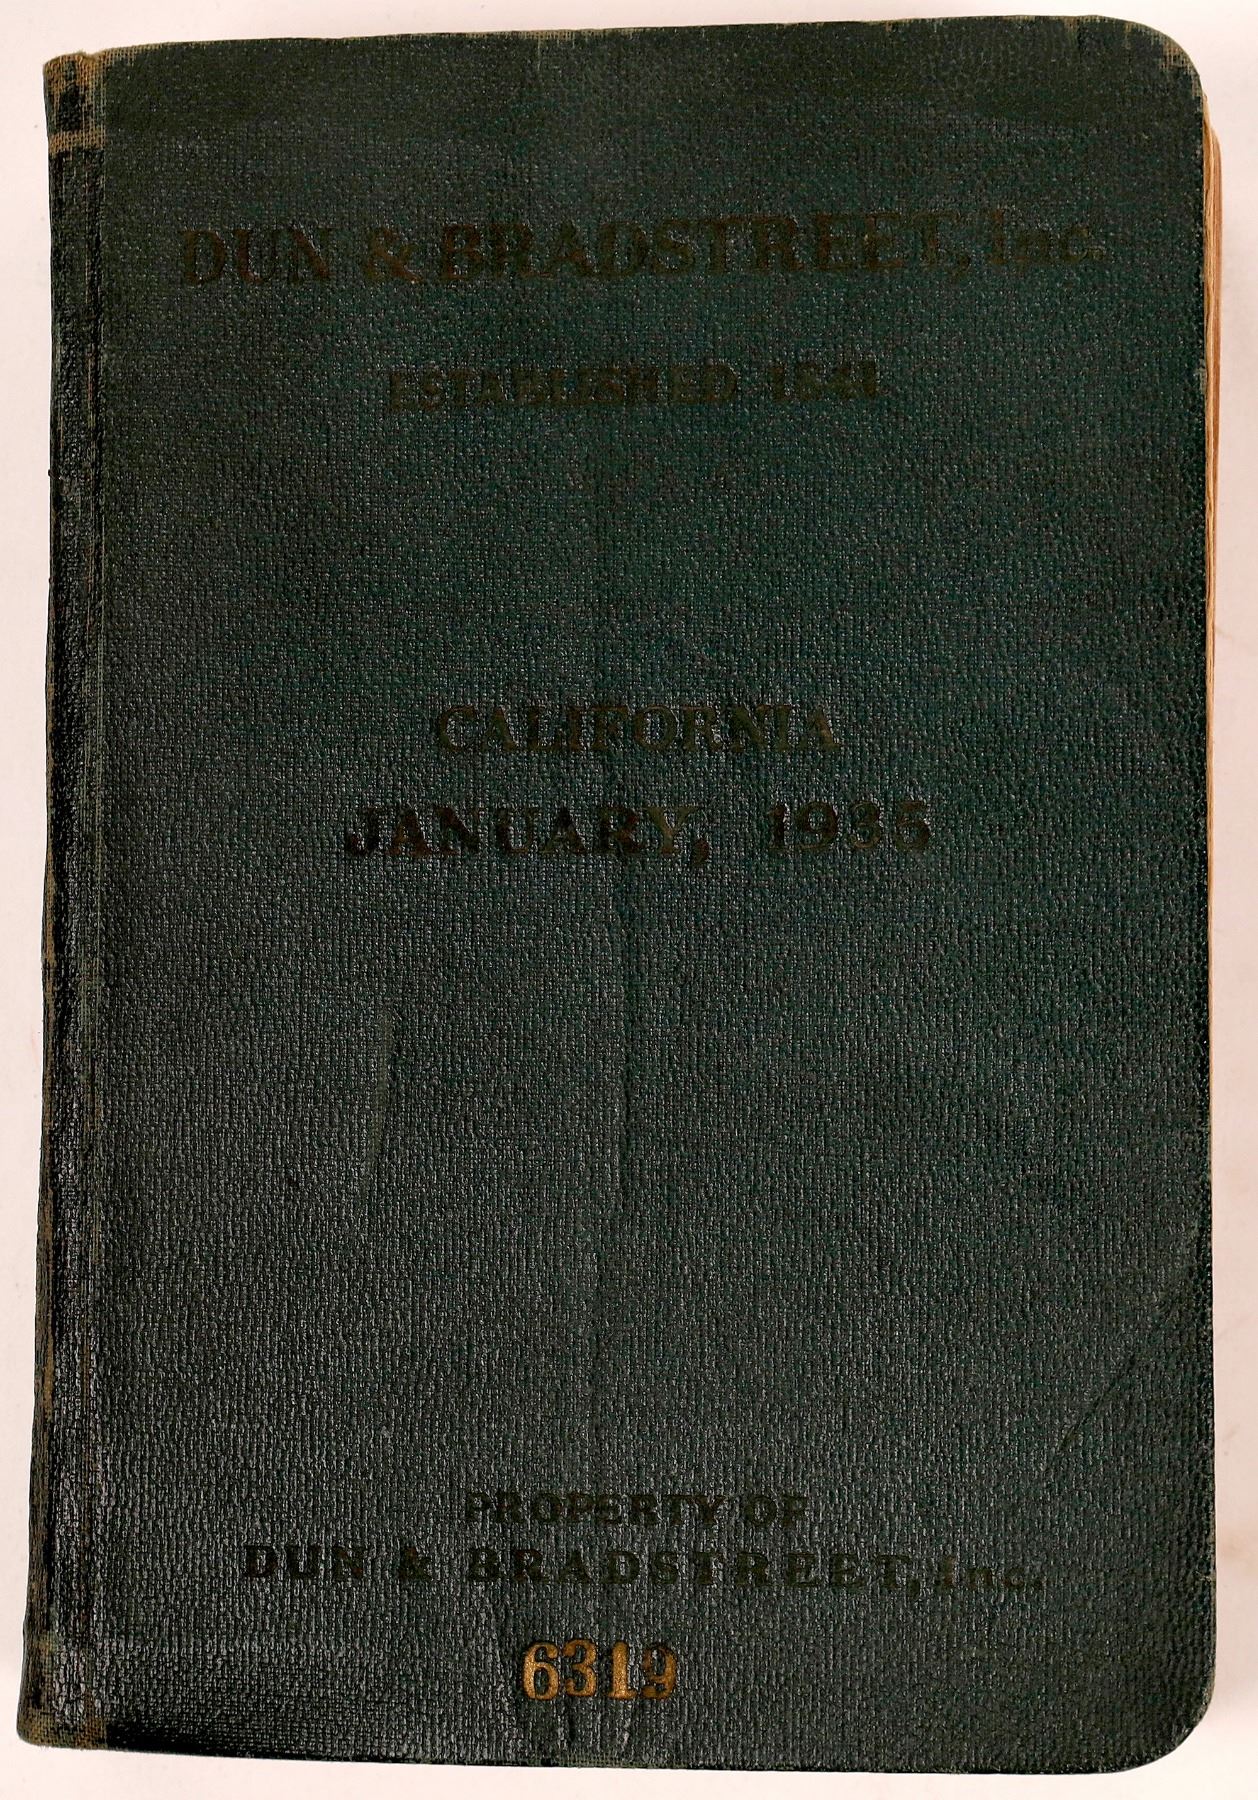 DUN & BRADSTREET, Inc.
ESTABLISHED 1841
CALIFORNIA
JANUARY, 1935
PROPERTY OF
DUN & BRADSTREET, Inc.
6319